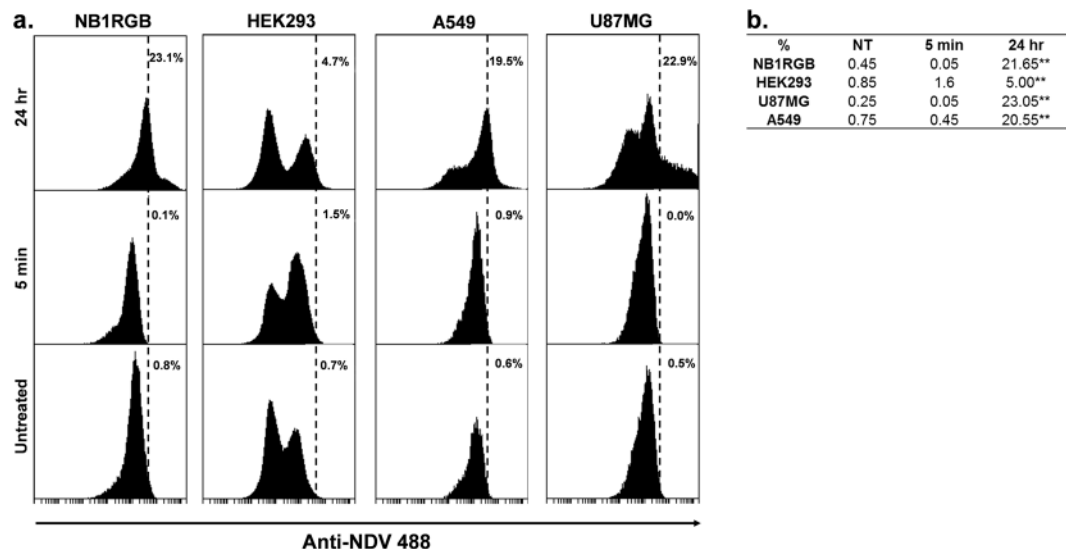 a.
NB1RGB HEK293 A549 U87MG
24 hr
23.1% 4.7% 19.5% 22.9%
5 min
0.1% 1.5% 0.9% 0.0%
Untreated
0.8% 0.7% 0.6% 0.5%
Anti-NDV 488
b.
% NT 5 min 24 hr
NB1RGB 0.45 0.05 21.65**
HEK293 0.85 1.6 5.00**
U87MG 0.25 0.05 23.05**
A549 0.75 0.45 20.55**